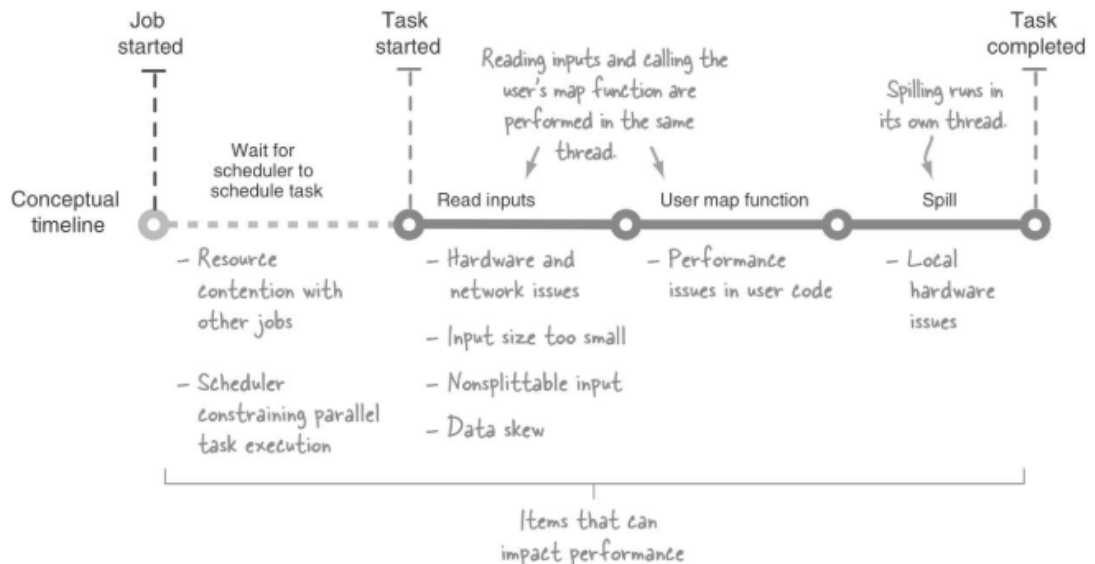 Job
started
Task
started
Task
completed
Reading inputs and calling the
user's map function are
performed in the same
thread.
Spilling runs in
its own thread.
Wait for
scheduler to
schedule task
Conceptual
timeline
Read inputs
User map function
Spill
– Resource
contention with
other jobs
– Scheduler
constraining parallel
task execution
– Hardware and
network issues
– Input size too small
– Nonsplittable input
– Data skew
– Performance
issues in user code
– Local
hardware
issues
Items that can
impact performance